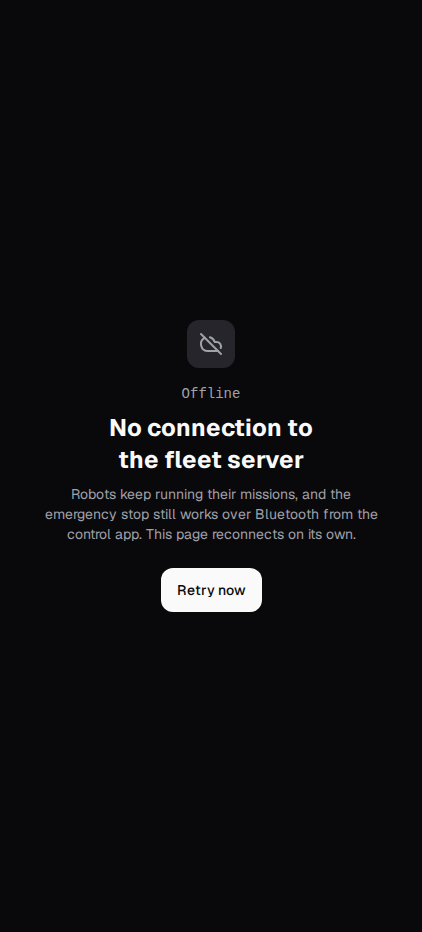 Offline
No connection to
the fleet server
Robots keep running their missions, and the
emergency stop still works over Bluetooth from the
control app. This page reconnects on its own.
Retry now